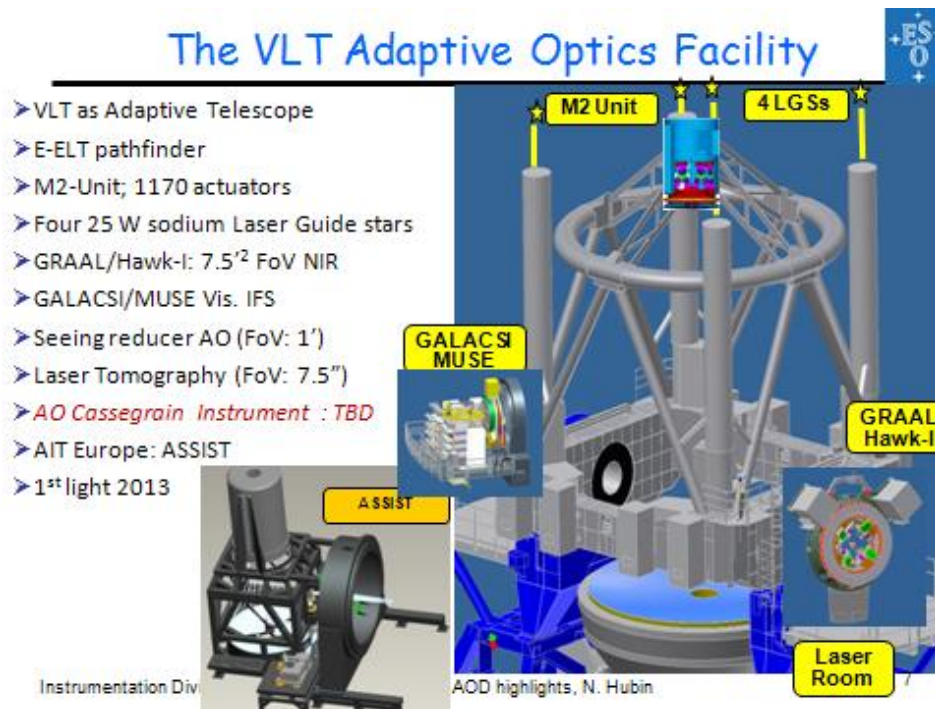 The VLT Adaptive Optics Facility
ESO
VLT as Adaptive Telescope
E-ELT pathfinder
M2-Unit; 1170 actuators
Four 25 W sodium Laser Guide stars
GRAAL/Hawk-I: 7.5'² FoV NIR
GALACSI/MUSE Vis. IFS
Seeing reducer AO (FoV: 1')
Laser Tomography (FoV: 7.5")
AO Cassegrain Instrument : TBD
AIT Europe: ASSIST
1st light 2013
M2 Unit
4 LGSs
GALACSI
MUSE
GRAAL
Hawk-I
ASSIST
Laser
Room
Instrumentation AOD highlights, N. Hubin
7